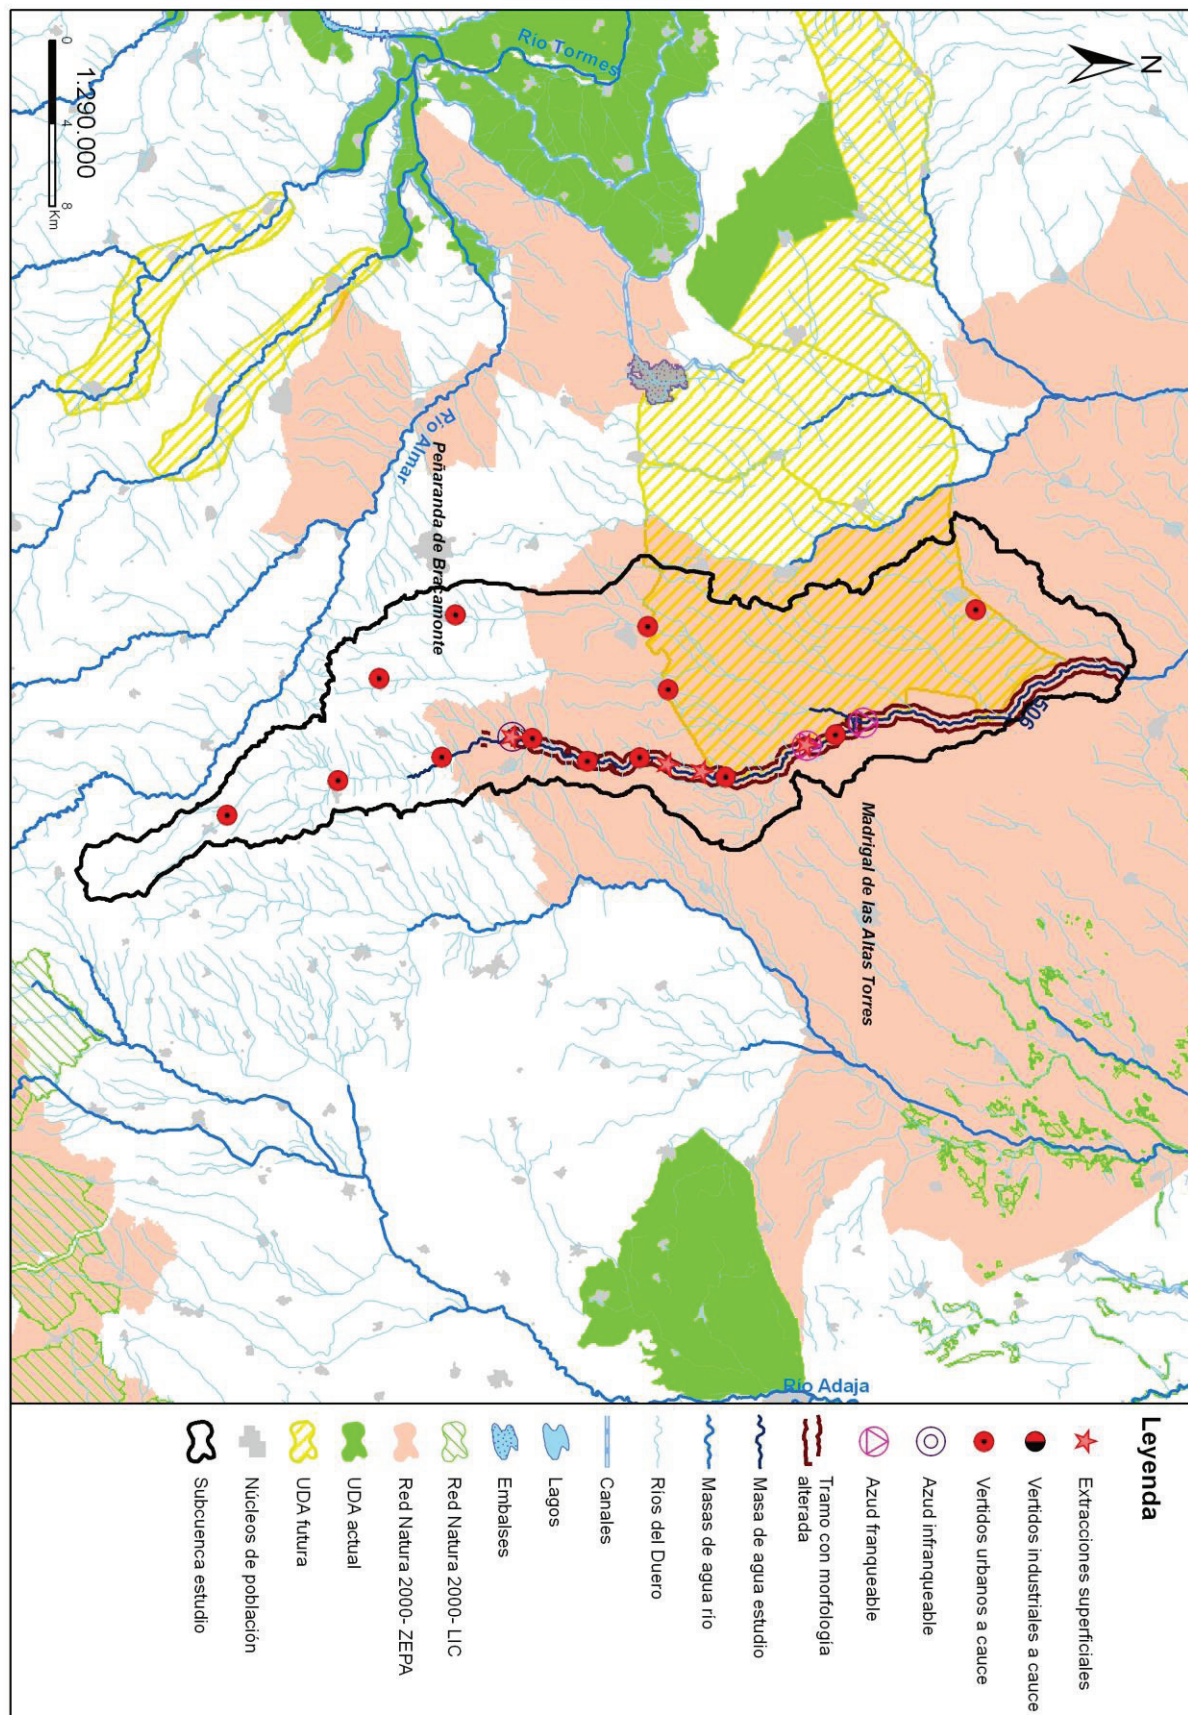 N
0 4 8
Km
1:290.000
Río Tormes
Río Almar
Peñaranda de Bracamonte
Madrigal de las Altas Torres
506
Río Adaja
Leyenda
Extracciones superficiales
Vertidos industriales a cauce
Vertidos urbanos a cauce
Azud infranqueable
Azud franqueable
Tramo con morfología
alterada
Masa de agua estudio
Masas de agua río
Ríos del Duero
Canales
Lagos
Embalses
Red Natura 2000- LIC
Red Natura 2000- ZEPA
UDA actual
UDA futura
Núcleos de población
Subcuenca estudio